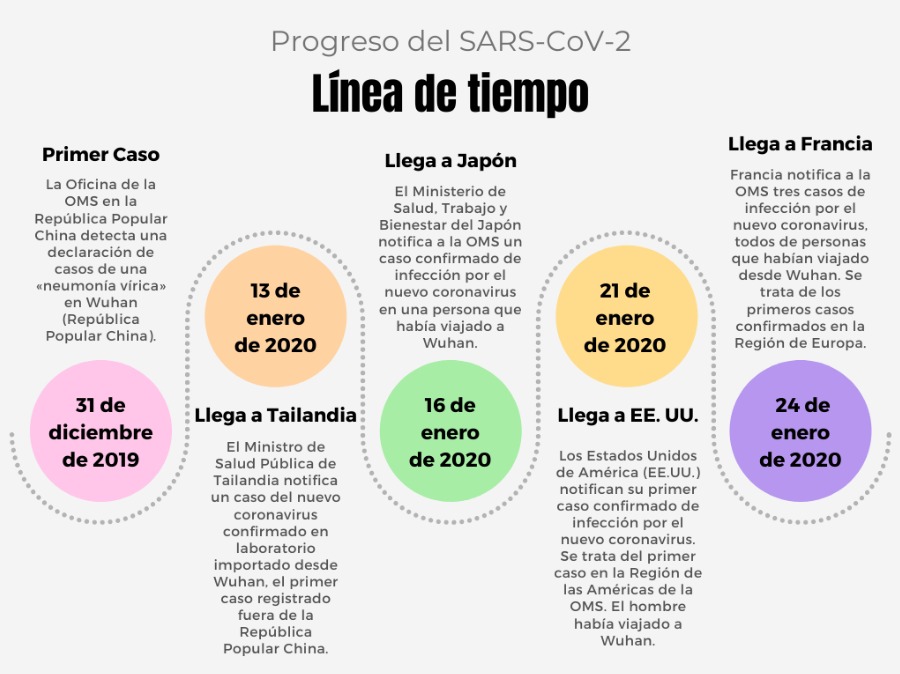 Progreso del SARS-CoV-2
Línea de tiempo
Primer Caso
La Oficina de la
OMS en la
República Popular
China detecta una
declaración de
casos de una
«neumonía vírica»
en Wuhan
(República
Popular China).
31 de
diciembre
de 2019
13 de
enero
de 2020
Llega a Tailandia
El Ministro de
Salud Pública de
Tailandia notifica
un caso del nuevo
coronavirus
confirmado en
laboratorio
importado desde
Wuhan, el primer
caso registrado
fuera de la
República
Popular China.
Llega a Japón
El Ministerio de
Salud, Trabajo y
Bienestar del Japón
notifica a la OMS un
caso confirmado de
infección por el
nuevo coronavirus
en una persona que
había viajado a
Wuhan.
16 de
enero
de 2020
21 de
enero
de 2020
Llega a EE. UU.
Los Estados Unidos
de América (EE.UU.)
notifican su primer
caso confirmado de
infección por el
nuevo coronavirus.
Se trata del primer
caso en la Región de
las Américas de la
OMS. El hombre
había viajado a
Wuhan.
Llega a Francia
Francia notifica a la
OMS tres casos de
infección por el
nuevo coronavirus,
todos de personas
que habían viajado
desde Wuhan. Se
trata de los
primeros casos
confirmados en la
Región de Europa.
24 de
enero
de 2020